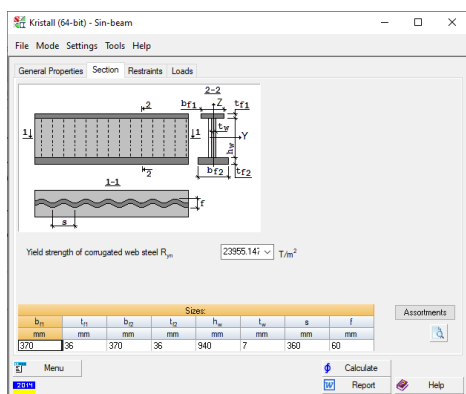 Kristall (64-bit) - Sin-beam
File Mode Settings Tools Help
General Properties Section Restraints Loads
2-2
2
bf1 Z tf1
tw
1 1 Y
hw
2
bf2 tf2
1-1
f
s
Yield strength of corrugated web steel Ryn 23955.147 T/m²
Sizes:
bf1 tf1 bf2 tf2 hw tw s f
mm mm mm mm mm mm mm mm
370 36 370 36 940 7 360 60
Assortments
Menu
Calculate
2014
Report
Help